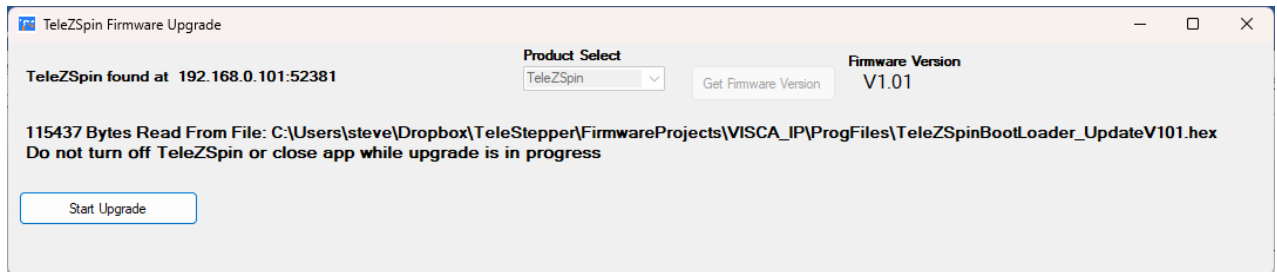 TeleZSpin Firmware Upgrade
Product Select
TeleZSpin found at 192.168.0.101:52381
TeleZSpin
Get Firmware Version
Firmware Version
V1.01
115437 Bytes Read From File: C:\Users\steve\Dropbox\TeleStepper\FirmwareProjects\VISCA_IP\ProgFiles\TeleZSpinBootLoader_UpdateV101.hex
Do not turn off TeleZSpin or close app while upgrade is in progress
Start Upgrade